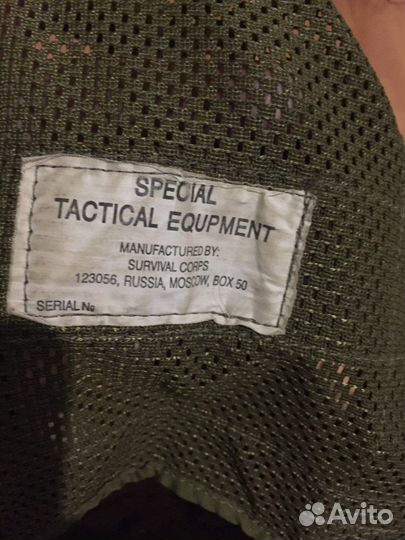 SPECIAL
TACTICAL EQUPMENT
MANUFACTURED BY:
SURVIVAL CORPS
123056, RUSSIA, MOSCOW, BOX 50
SERIAL №
Avito